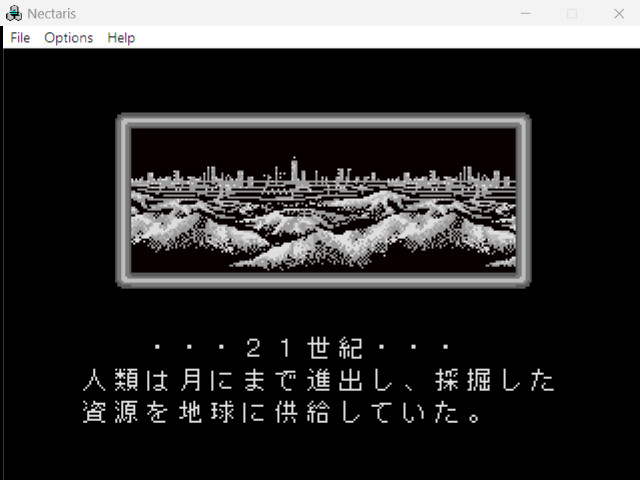 Nectaris
File Options Help
・・・21世紀・・・
人類は月にまで進出し、採掘した
資源を地球に供給していた。